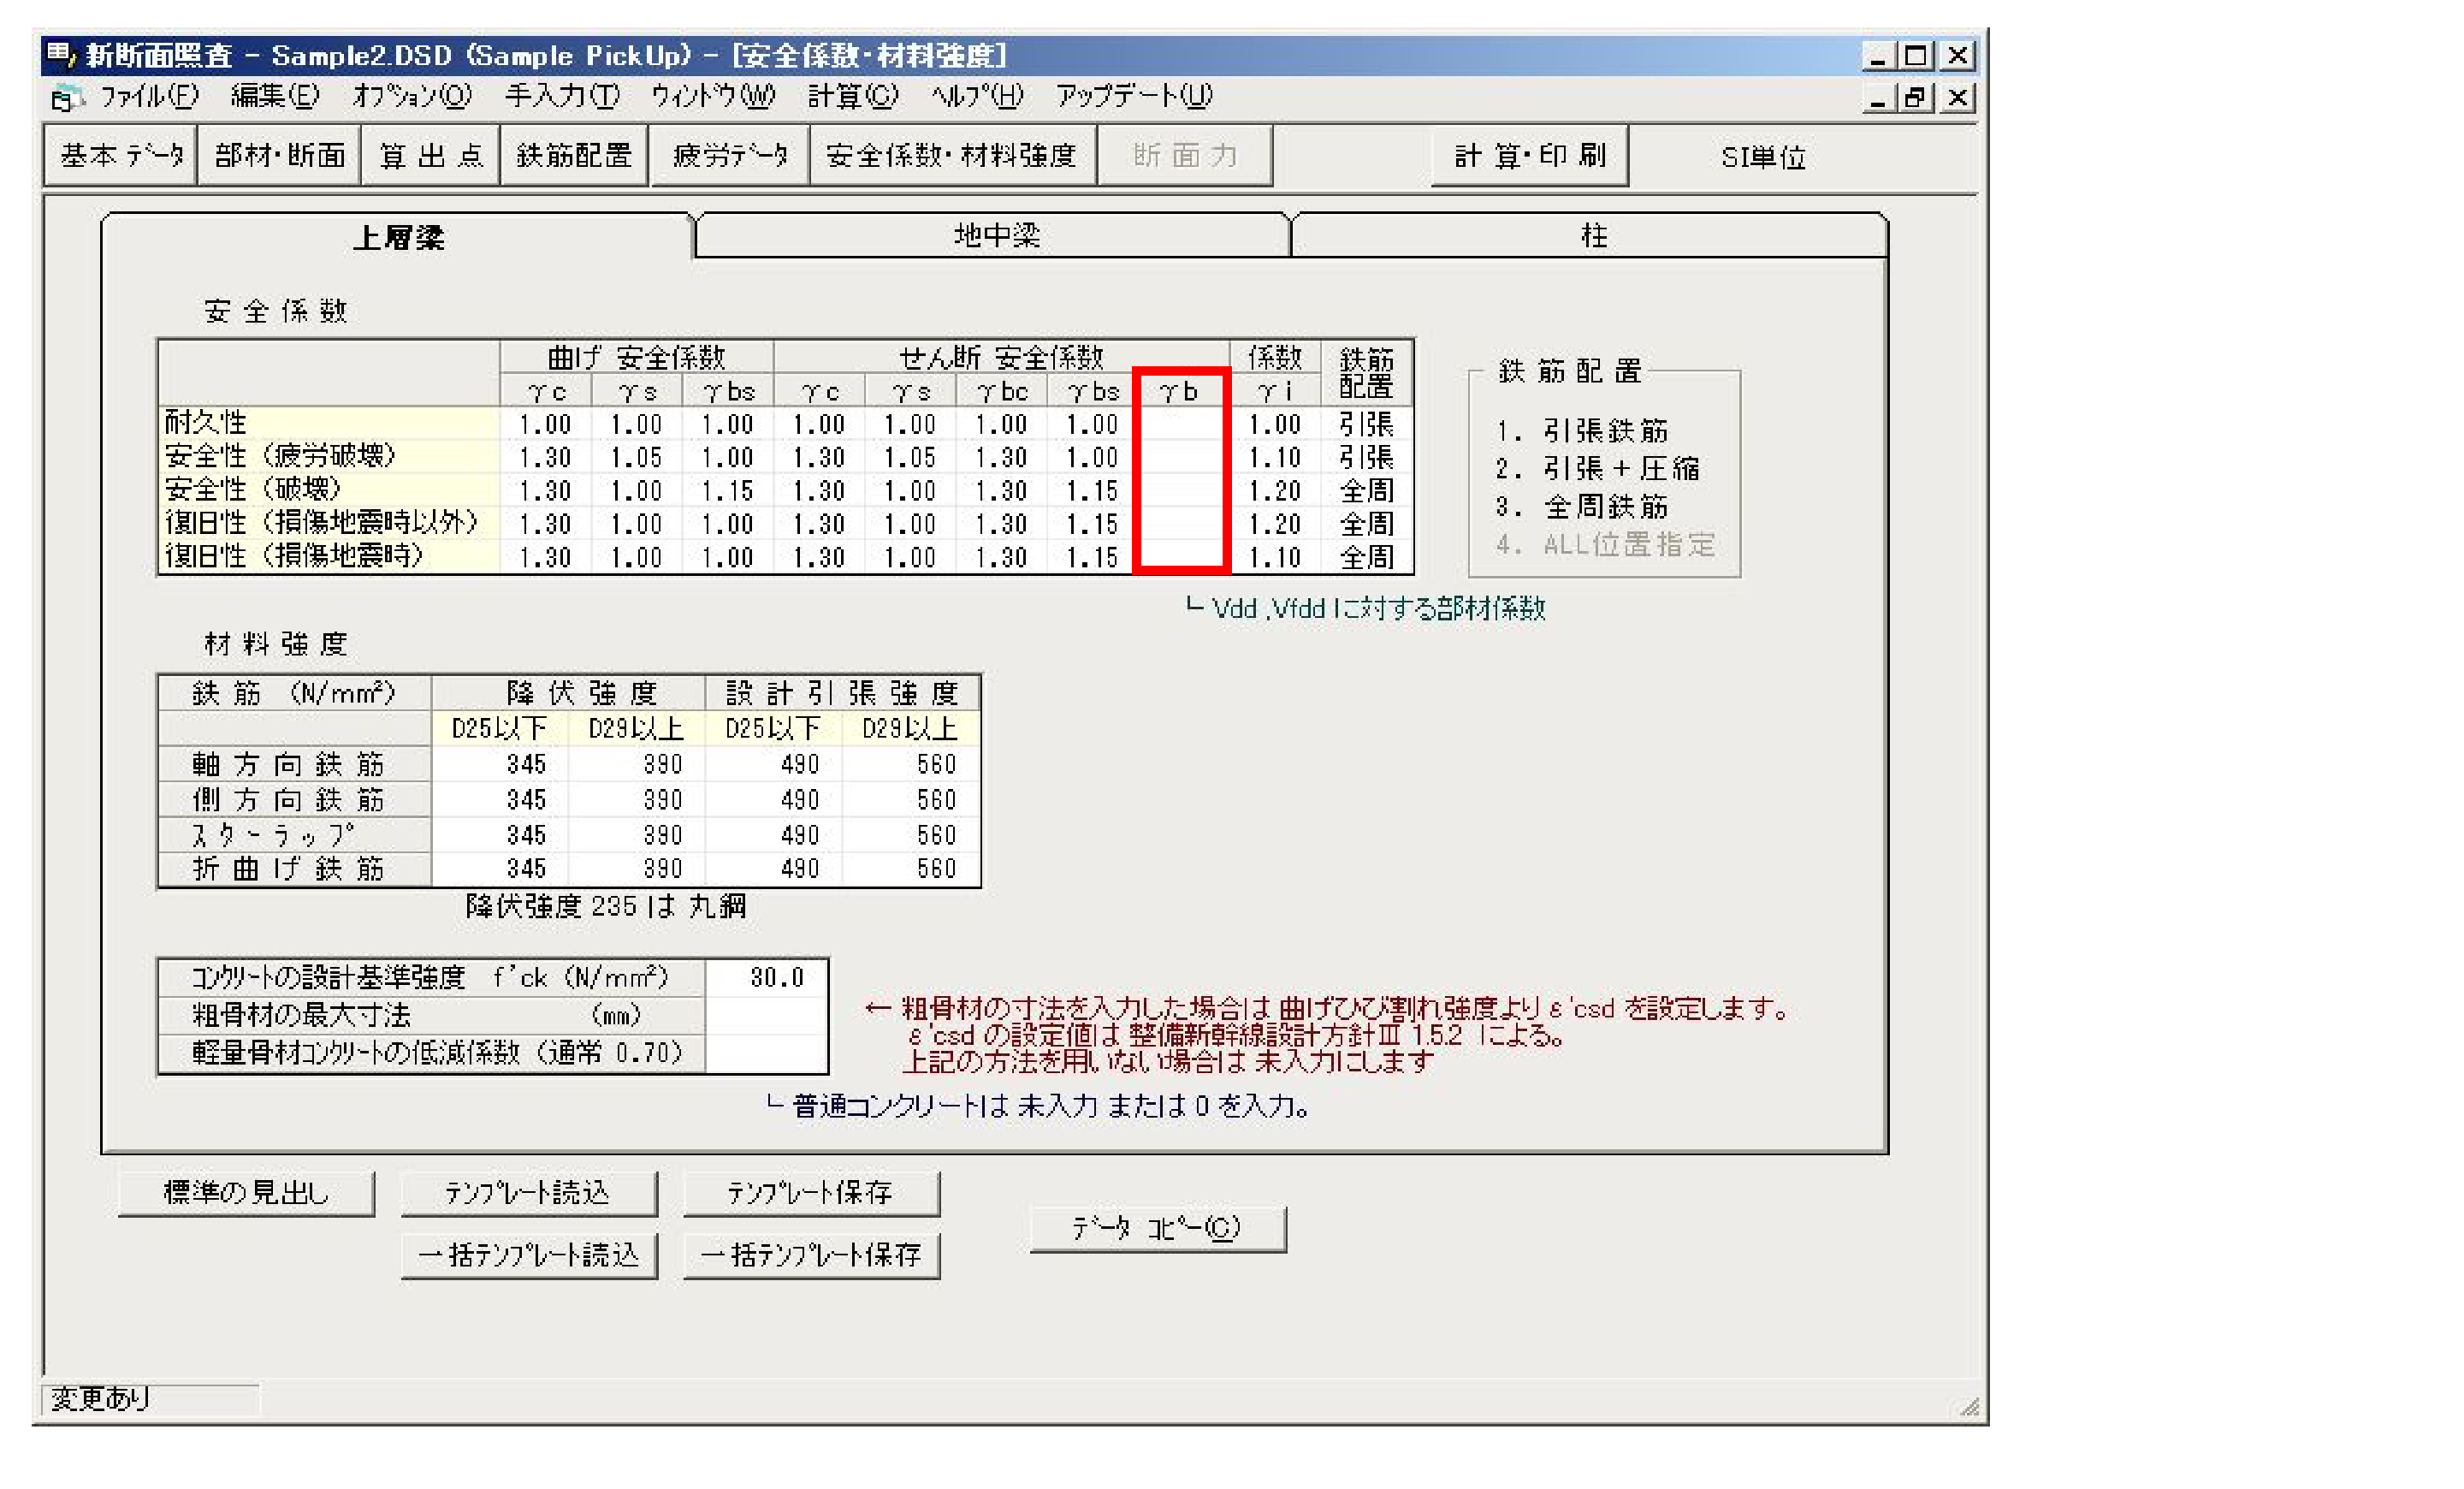 新断面照査 - Sample2.DSD (Sample PickUp) - [安全係数・材料強度]
ﾌｧｲﾙ(F) 編集(E) ｵﾌﾟｼｮﾝ(O) 手入力(T) ｳｨﾝﾄﾞｳ(W) 計算(C) ﾍﾙﾌﾟ(H) アップデート(U)
基本 ﾃﾞｰﾀ 部材・断面 算 出 点 鉄筋配置 疲労ﾃﾞｰﾀ 安全係数・材料強度 断 面 力 計 算・印 刷 SI単位
上層梁 地中梁 柱
安 全 係 数
曲げ 安全係数 せん断 安全係数 係数 鉄筋配置
γc γs γbs γc γs γbc γbs γb γi
耐久性 1.00 1.00 1.00 1.00 1.00 1.00 1.00 1.00 引張
安全性（疲労破壊） 1.30 1.05 1.00 1.30 1.05 1.30 1.00 1.10 引張
安全性（破壊） 1.30 1.00 1.15 1.30 1.00 1.30 1.15 1.20 全周
復旧性（損傷地震時以外） 1.30 1.00 1.15 1.30 1.00 1.30 1.15 1.20 全周
復旧性（損傷地震時） 1.30 1.00 1.00 1.30 1.00 1.30 1.15 1.10 全周
鉄 筋 配 置
1. 引張鉄筋
2. 引張＋圧縮
3. 全周鉄筋
4. ALL位置指定
└ Vdd ,Vfdd に対する部材係数
材 料 強 度
鉄 筋 (N/mm²) 降 伏 強 度 設 計 引 張 強 度
D25以下 D29以上 D25以下 D29以上
軸 方 向 鉄 筋 345 390 490 560
側 方 向 鉄 筋 345 390 490 560
ｽ ﾀ ｰ ﾗ ｯ ﾌﾟ 345 390 490 560
折 曲 げ 鉄 筋 345 390 490 560
降伏強度 235 は 丸鋼
ｺﾝｸﾘｰﾄの設計基準強度 f'ck (N/mm²) 30.0
粗骨材の最大寸法 (mm)
軽量骨材ｺﾝｸﾘｰﾄの低減係数（通常 0.70）
← 粗骨材の寸法を入力した場合は 曲げひび割れ強度より ε'csd を設定します。
ε'csd の設定値は 整備新幹線設計方針Ⅲ 1.5.2 による。
上記の方法を用いない場合は 未入力にします
└ 普通コンクリートは 未入力 または 0 を入力。
標準の見出し ﾃﾝﾌﾟﾚｰﾄ読込 ﾃﾝﾌﾟﾚｰﾄ保存
ﾃﾞｰﾀ ｺﾋﾟｰ(C)
一括ﾃﾝﾌﾟﾚｰﾄ読込 一括ﾃﾝﾌﾟﾚｰﾄ保存
変更あり